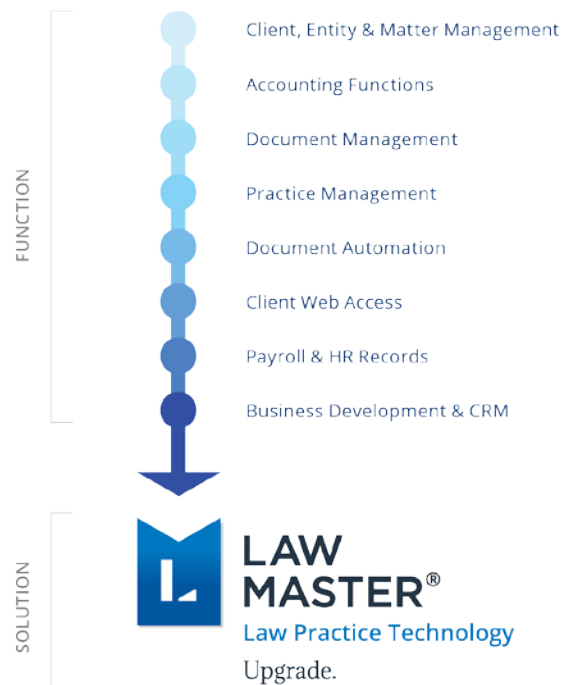 Client, Entity & Matter Management
Accounting Functions
Document Management
Practice Management
Document Automation
Client Web Access
Payroll & HR Records
Business Development & CRM
FUNCTION
L
LAW
MASTER®
Law Practice Technology
Upgrade.
SOLUTION